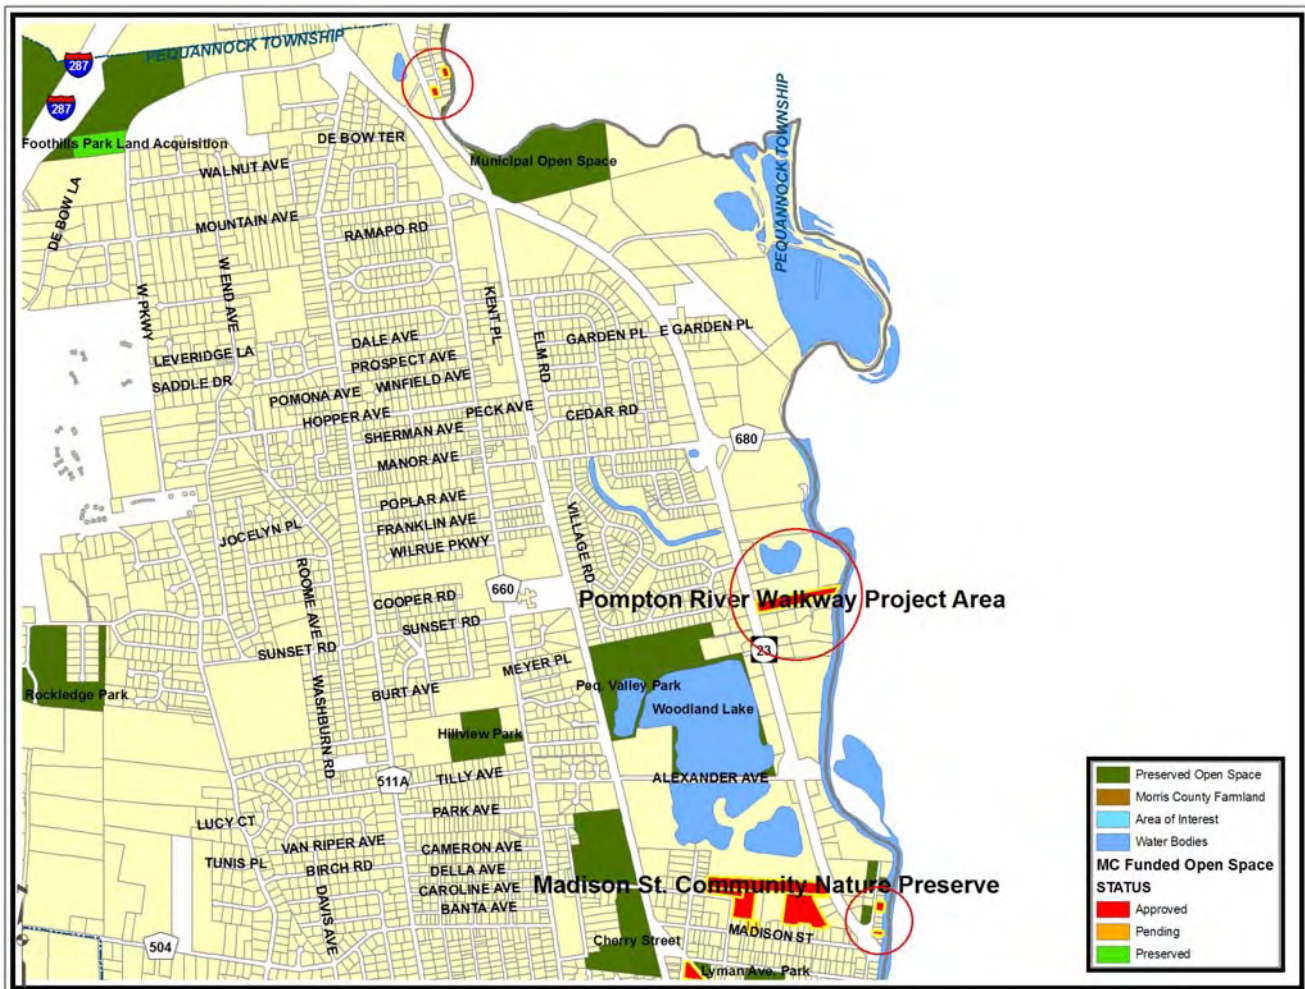 PEQUANNOCK TOWNSHIP
287
287
Foothills Park Land Acquisition
DE BOW TER
WALNUT AVE
Municipal Open Space
PEQUANNOCK TOWNSHIP
DE BOW LA
MOUNTAIN AVE
RAMAPO RD
W END AVE
W PKWY
KENT PL
ELM RD
GARDEN PL
E GARDEN PL
DALE AVE
LEVERIDGE LA
PROSPECT AVE
SADDLE DR
WINFIELD AVE
POMONA AVE
HOPPER AVE
PECK AVE
CEDAR RD
SHERMAN AVE
680
MANOR AVE
POPLAR AVE
VILLAGE RD
FRANKLIN AVE
JOCELYN PL
WILRUE PKWY
ROOME AVE
660
COOPER RD
Pompton River Walkway Project Area
SUNSET RD
SUNSET RD
23
MEYER PL
BURT AVE
WASHBURN RD
Rockledge Park
Peq. Valley Park
Woodland Lake
Hillview Park
511A
TILLY AVE
ALEXANDER AVE
PARK AVE
LUCY CT
VAN RIPER AVE
CAMERON AVE
TUNIS PL
BIRCH RD
DELLA AVE
CAROLINE AVE
Madison St. Community Nature Preserve
BANTA AVE
DAVIS AVE
MADISON ST
504
Cherry Street
Lyman Ave. Park
Preserved Open Space
Morris County Farmland
Area of Interest
Water Bodies
MC Funded Open Space
STATUS
Approved
Pending
Preserved